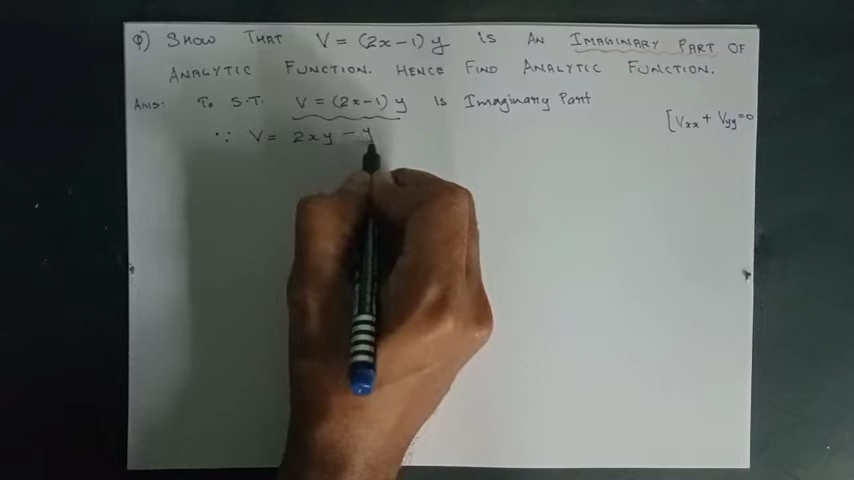 Q) SHOW THAT V = (2x-1) y IS AN IMAGINARY PART OF
ANALYTIC FUNCTION. HENCE FIND ANALYTIC FUNCTION.
Ans: To S.T. V = (2x-1) y Is Imaginary Part
[Vxx + Vyy = 0
∵ V = 2xy - y